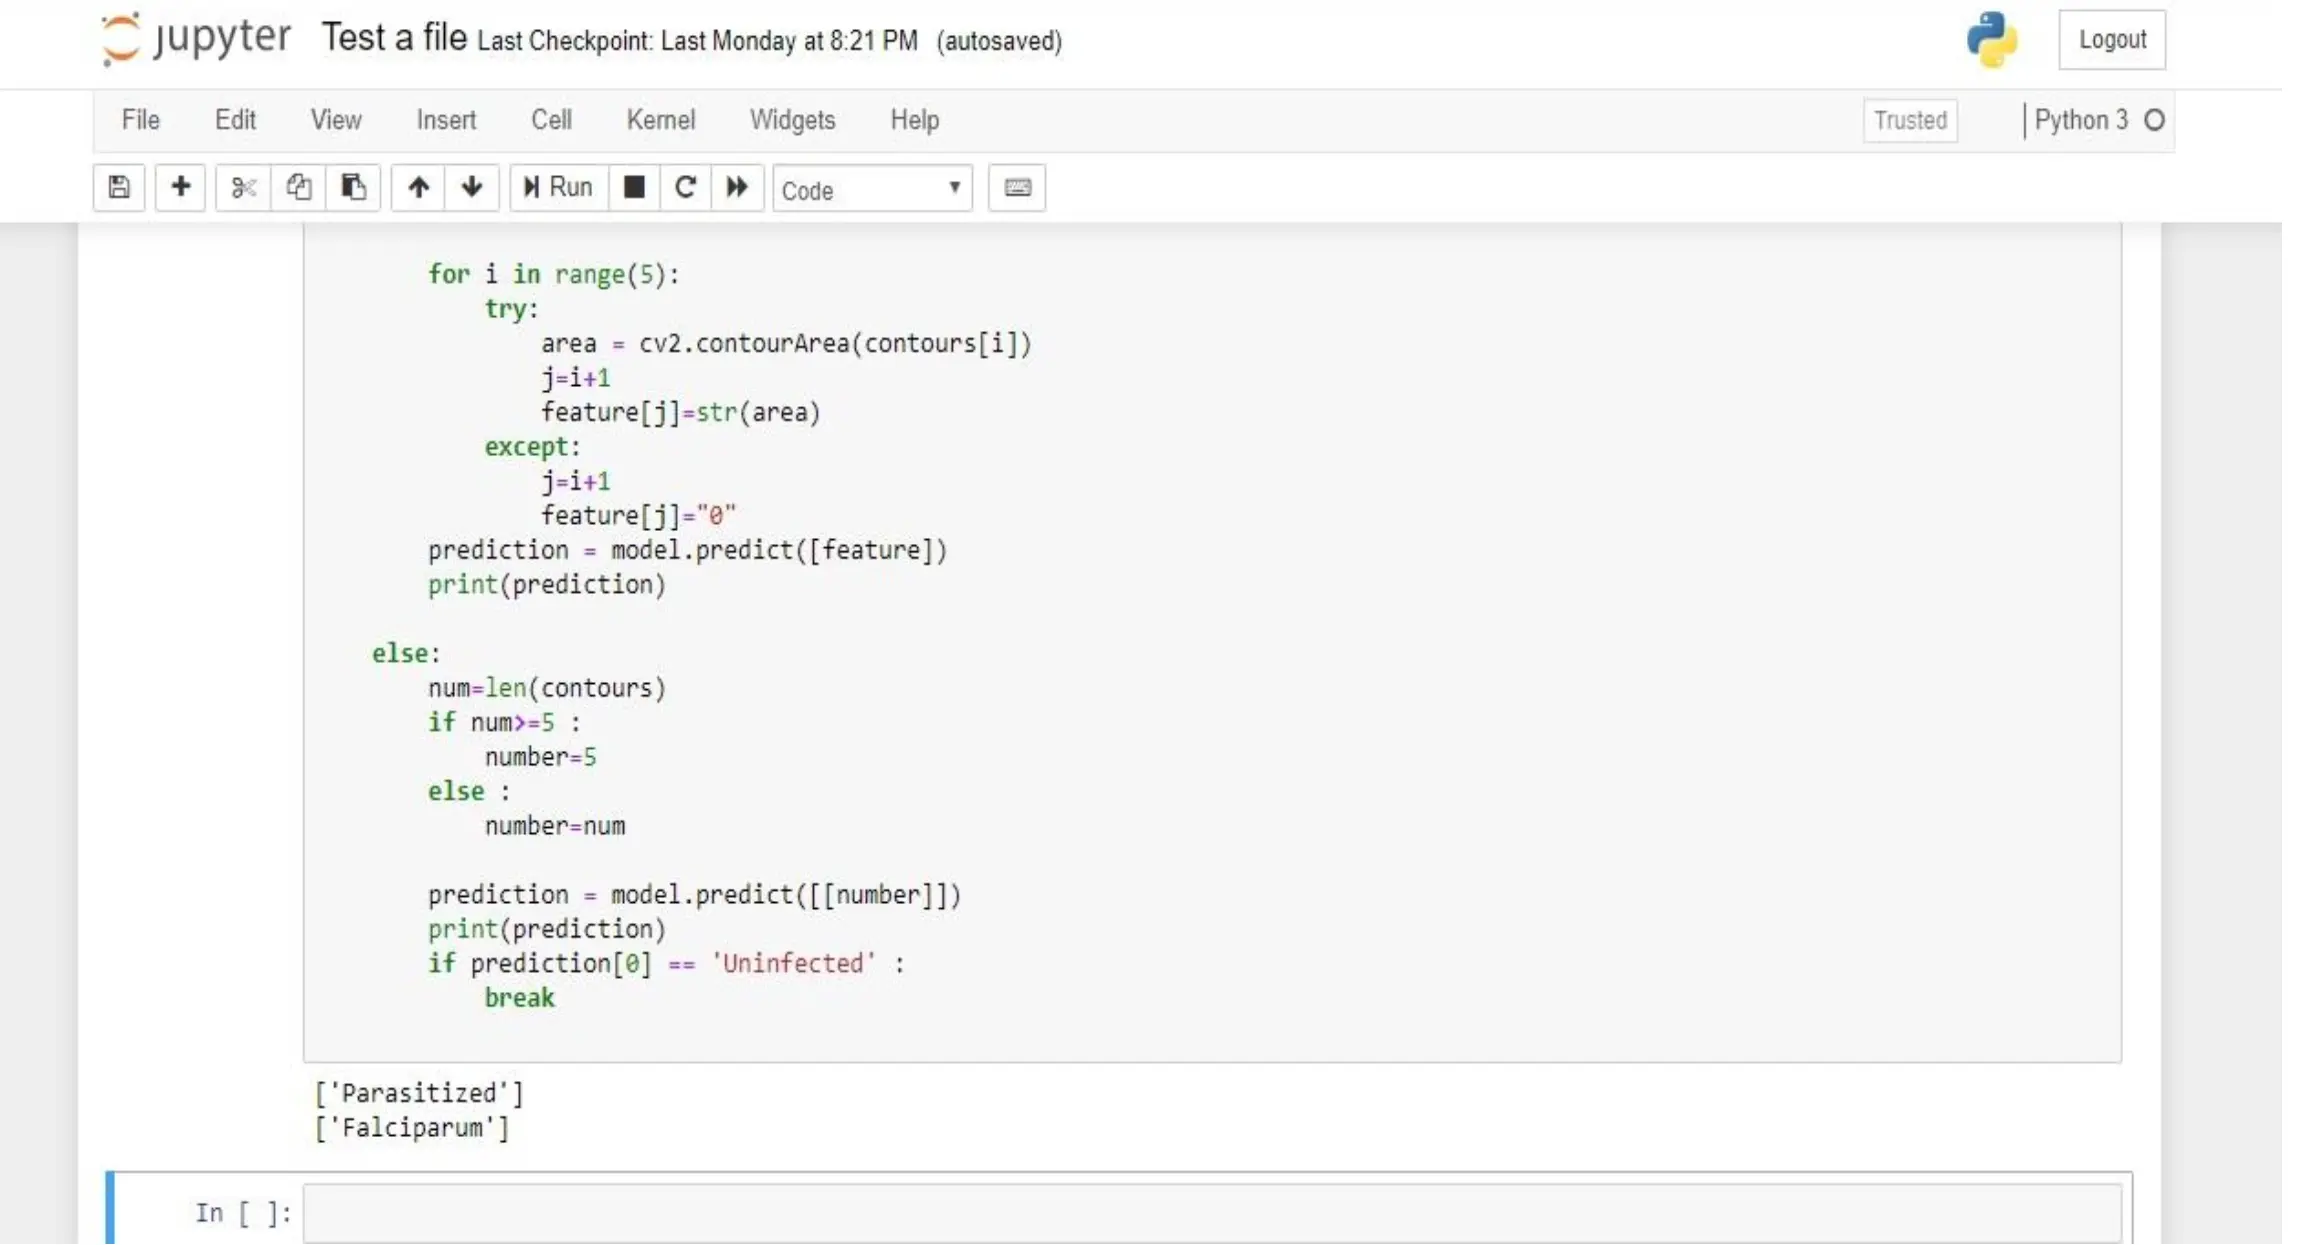 jupyter Test a file Last Checkpoint: Last Monday at 8:21 PM (autosaved) Logout
File Edit View Insert Cell Kernel Widgets Help Trusted Python 3
Run Code
for i in range(5):
try:
area = cv2.contourArea(contours[i])
j=i+1
feature[j]=str(area)
except:
j=i+1
feature[j]="0"
prediction = model.predict([feature])
print(prediction)
else:
num=len(contours)
if num>=5 :
number=5
else :
number=num
prediction = model.predict([[number]])
print(prediction)
if prediction[0] == 'Uninfected' :
break
['Parasitized']
['Falciparum']
In [ ]: